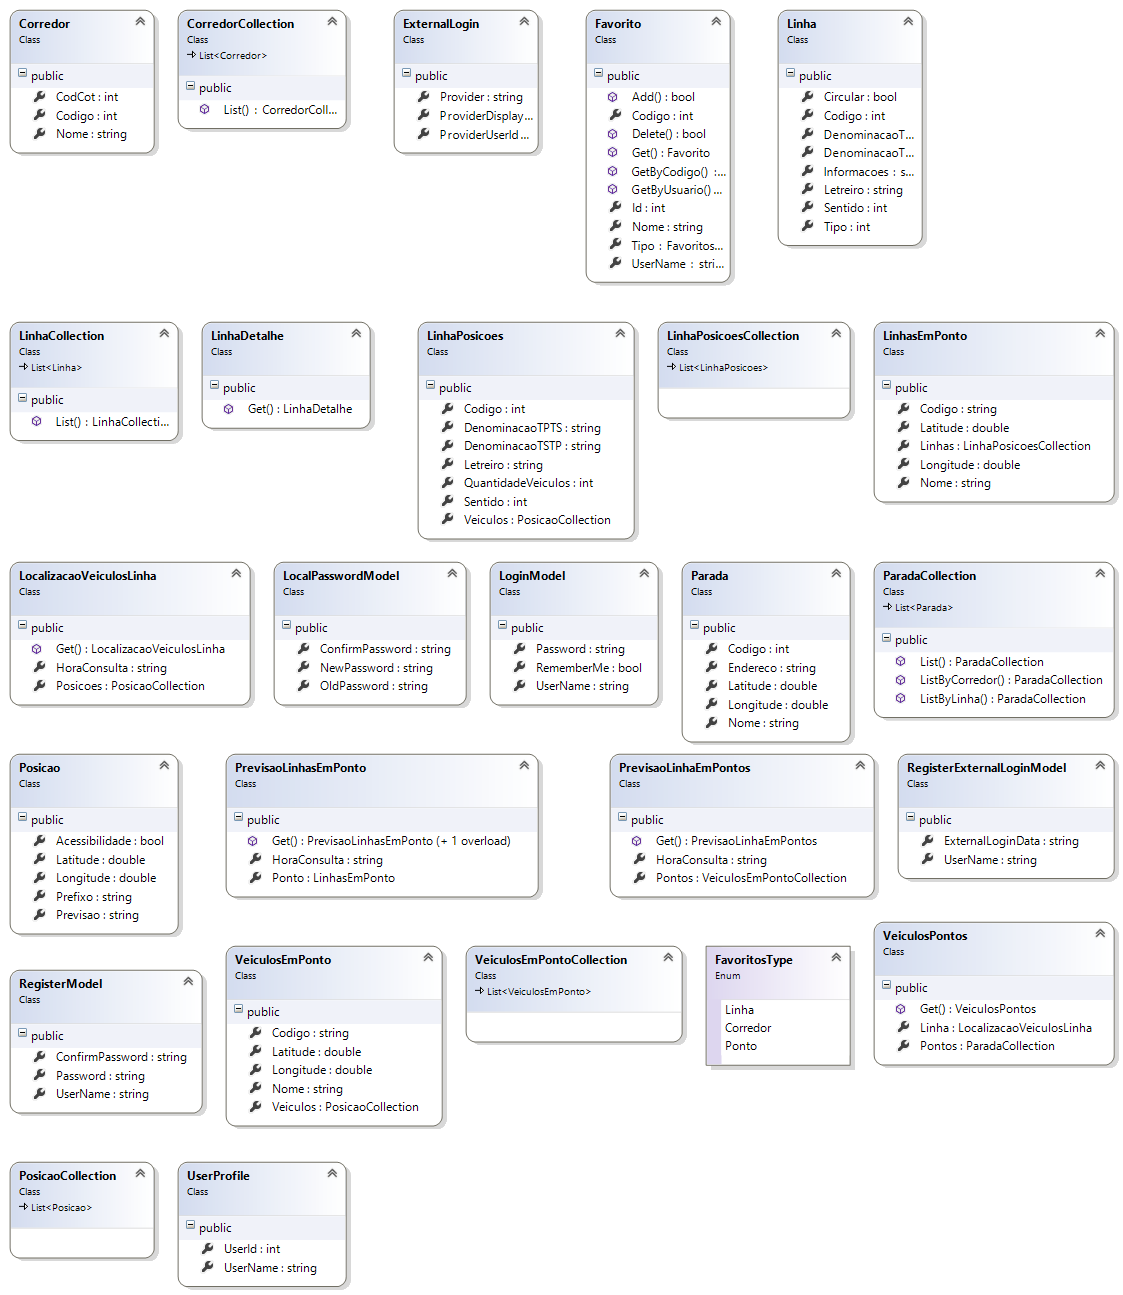 Corredor
Class
public
CodCot : int
Codigo : int
Nome : string
CorredorCollection
Class
List<Corredor>
public
List() : CorredorColl...
ExternalLogin
Class
public
Provider : string
ProviderDisplay...
ProviderUserId ...
Favorito
Class
public
Add() : bool
Codigo : int
Delete() : bool
Get() : Favorito
GetByCodigo() :...
GetByUsuario() ...
Id : int
Nome : string
Tipo : Favoritos...
UserName : stri...
Linha
Class
public
Circular : bool
Codigo : int
DenominacaoT...
DenominacaoT...
Informacoes : s...
Letreiro : string
Sentido : int
Tipo : int
LinhaCollection
Class
List<Linha>
public
List() : LinhaCollecti...
LinhaDetalhe
Class
public
Get() : LinhaDetalhe
LinhaPosicoes
Class
public
Codigo : int
DenominacaoTPTS : string
DenominacaoTSTP : string
Letreiro : string
QuantidadeVeiculos : int
Sentido : int
Veiculos : PosicaoCollection
LinhaPosicoesCollection
Class
List<LinhaPosicoes>
LinhasEmPonto
Class
public
Codigo : string
Latitude : double
Linhas : LinhaPosicoesCollection
Longitude : double
Nome : string
LocalizacaoVeiculosLinha
Class
public
Get() : LocalizacaoVeiculosLinha
HoraConsulta : string
Posicoes : PosicaoCollection
LocalPasswordModel
Class
public
ConfirmPassword : string
NewPassword : string
OldPassword : string
LoginModel
Class
public
Password : string
RememberMe : bool
UserName : string
Parada
Class
public
Codigo : int
Endereco : string
Latitude : double
Longitude : double
Nome : string
ParadaCollection
Class
List<Parada>
public
List() : ParadaCollection
ListByCorredor() : ParadaCollection
ListByLinha() : ParadaCollection
Posicao
Class
public
Acessibilidade : bool
Latitude : double
Longitude : double
Prefixo : string
Previsao : string
PrevisaoLinhasEmPonto
Class
public
Get() : PrevisaoLinhasEmPonto (+ 1 overload)
HoraConsulta : string
Ponto : LinhasEmPonto
PrevisaoLinhaEmPontos
Class
public
Get() : PrevisaoLinhaEmPontos
HoraConsulta : string
Pontos : VeiculosEmPontoCollection
RegisterExternalLoginModel
Class
public
ExternalLoginData : string
UserName : string
RegisterModel
Class
public
ConfirmPassword : string
Password : string
UserName : string
VeiculosEmPonto
Class
public
Codigo : string
Latitude : double
Longitude : double
Nome : string
Veiculos : PosicaoCollection
VeiculosEmPontoCollection
Class
List<VeiculosEmPonto>
FavoritosType
Enum
Linha
Corredor
Ponto
VeiculosPontos
Class
public
Get() : VeiculosPontos
Linha : LocalizacaoVeiculosLinha
Pontos : ParadaCollection
PosicaoCollection
Class
List<Posicao>
UserProfile
Class
public
UserId : int
UserName : string